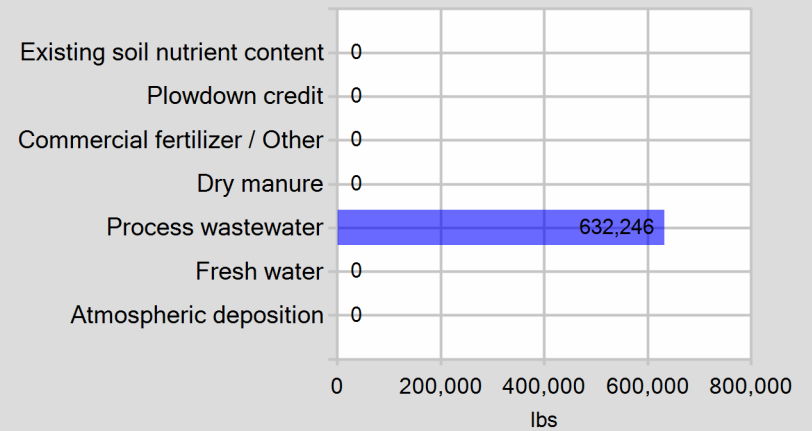 Existing soil nutrient content 0
Plowdown credit 0
Commercial fertilizer / Other 0
Dry manure 0
Process wastewater 632,246
Fresh water 0
Atmospheric deposition 0
0 200,000 400,000 600,000 800,000
lbs